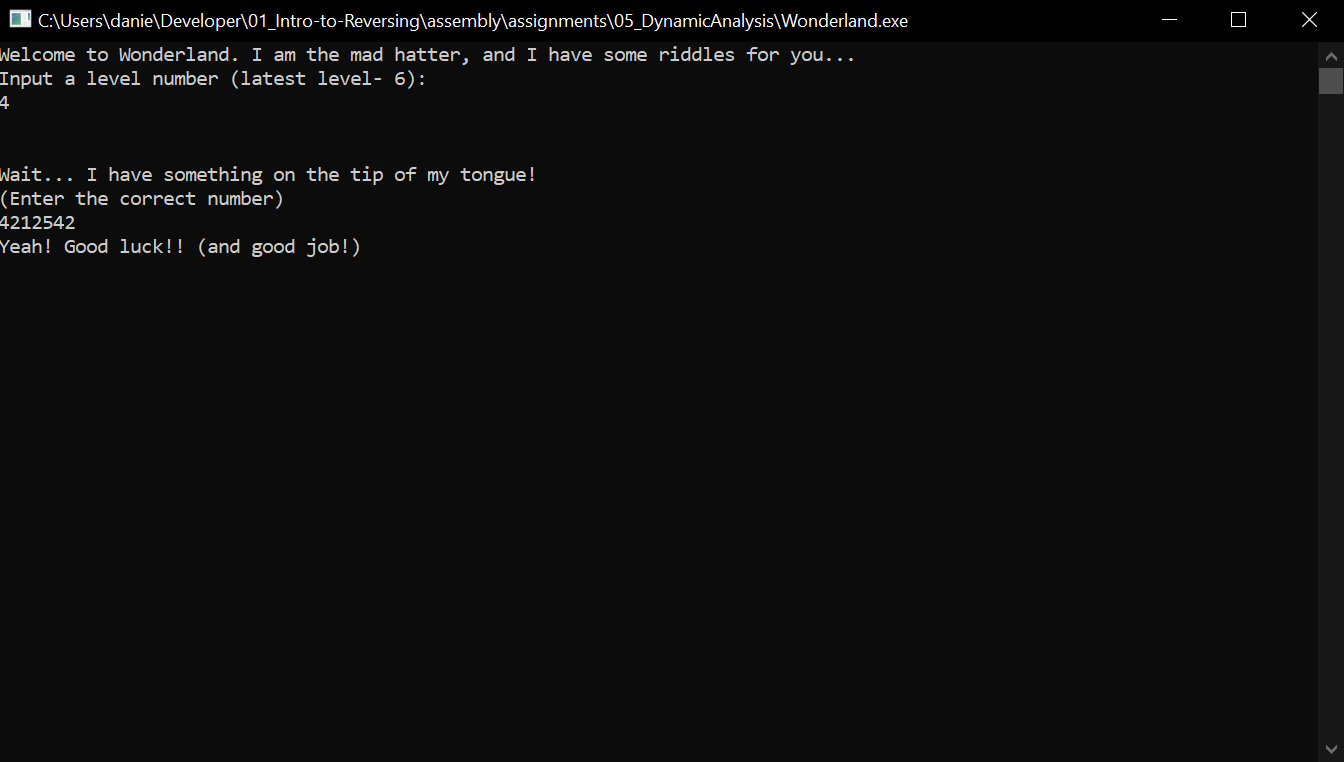 C:\Users\danie\Developer\01_Intro-to-Reversing\assembly\assignments\05_DynamicAnalysis\Wonderland.exe
Welcome to Wonderland. I am the mad hatter, and I have some riddles for you...
Input a level number (latest level- 6):
4
Wait... I have something on the tip of my tongue!
(Enter the correct number)
4212542
Yeah! Good luck!! (and good job!)